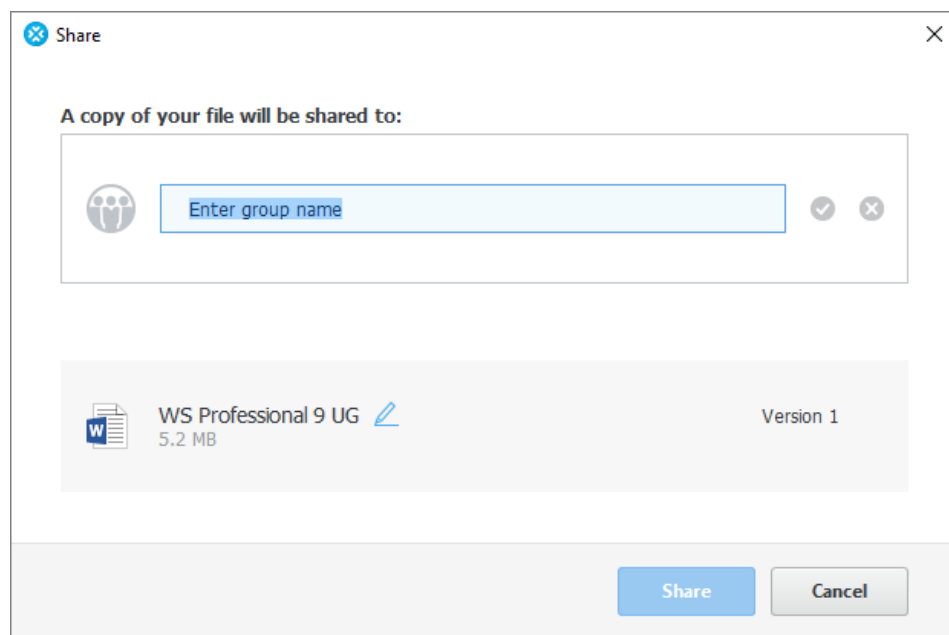 Share
A copy of your file will be shared to:
Enter group name
W
WS Professional 9 UG
Version 1
5.2 MB
Share
Cancel